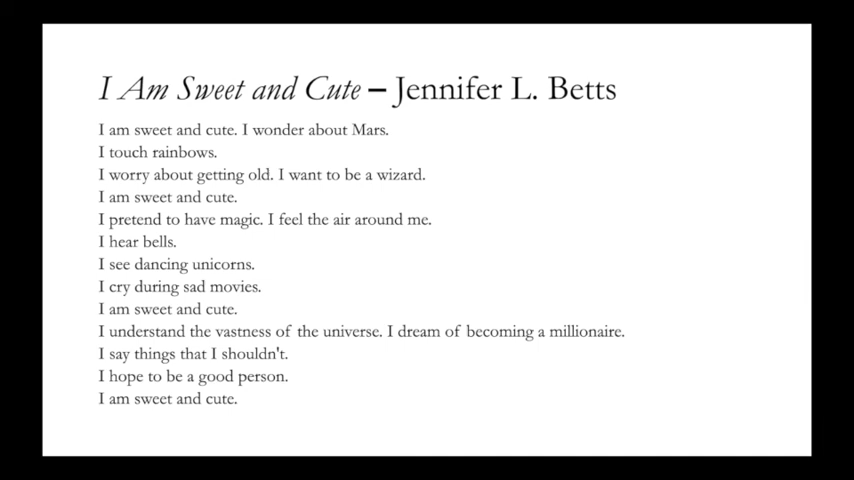 I Am Sweet and Cute – Jennifer L. Betts
I am sweet and cute. I wonder about Mars.
I touch rainbows.
I worry about getting old. I want to be a wizard.
I am sweet and cute.
I pretend to have magic. I feel the air around me.
I hear bells.
I see dancing unicorns.
I cry during sad movies.
I am sweet and cute.
I understand the vastness of the universe. I dream of becoming a millionaire.
I say things that I shouldn't.
I hope to be a good person.
I am sweet and cute.